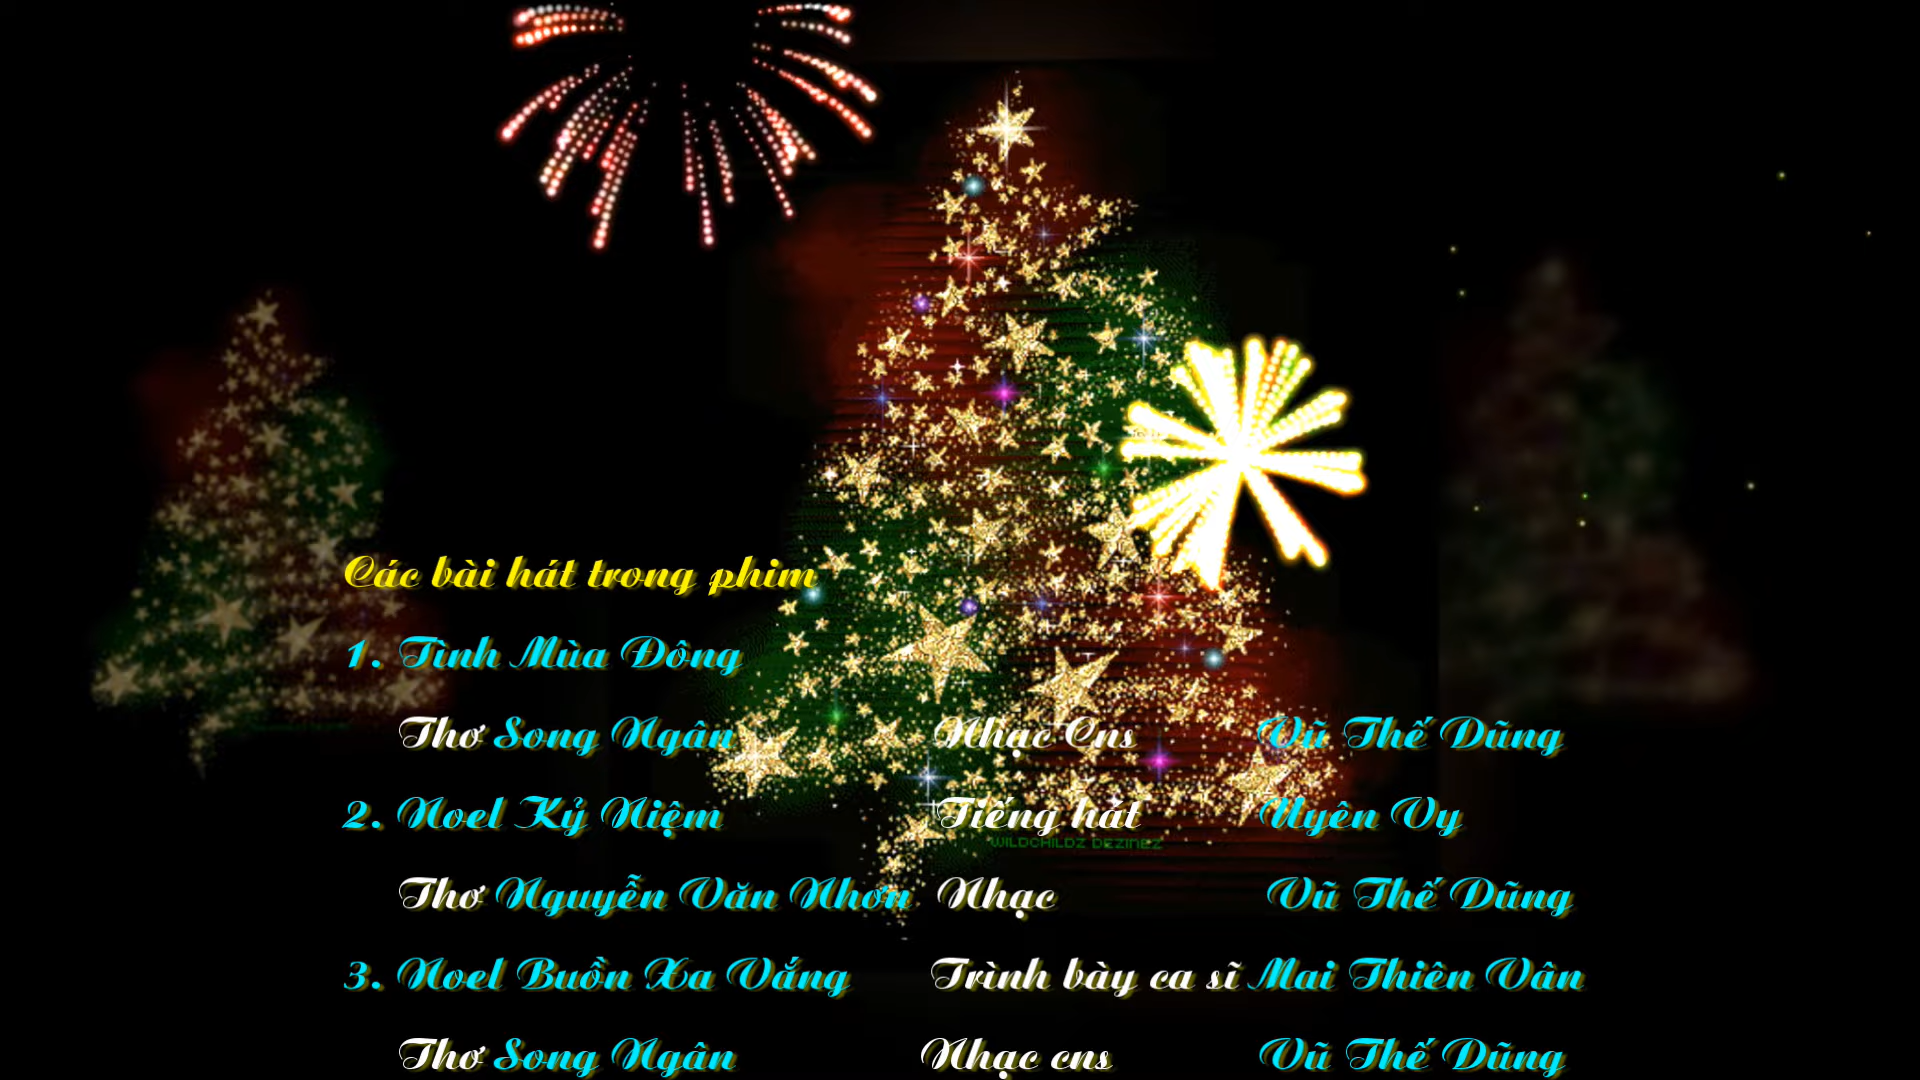 Các bài hát trong phim
1. Tình Mùa Đông
Thơ Song Ngân Nhạc Cns Vũ Thế Dũng
2. Noel Kỷ Niệm Tiếng hát Uyên Vy
WILDCHILDZ DEZINEZ
Thơ Nguyễn Văn Nhơn Nhạc Vũ Thế Dũng
3. Noel Buồn Xa Vắng Trình bày ca sĩ Mai Thiên Vân
Thơ Song Ngân Nhạc cns Vũ Thế Dũng